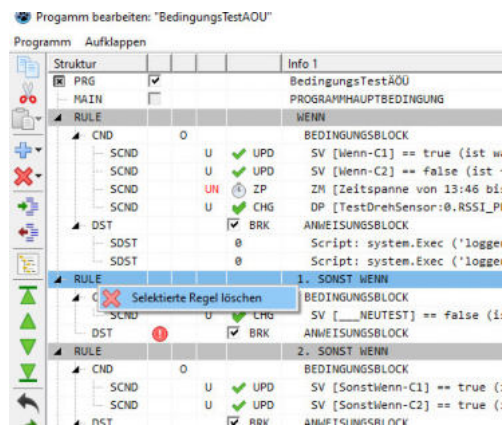 Progamm bearbeiten: "BedingungsTestAOU"
Programm Aufklappen
Struktur Info 1
PRG BedingungsTestÄÖÜ
MAIN PROGRAMMHAUPTBEDINGUNG
RULE WENN
CND O BEDINGUNGSBLOCK
SCND U UPD SV [Wenn-C1] == true (ist
SCND U UPD SV [Wenn-C2] == false (ist
SCND UN ZP ZM [Zeitspanne von 13:46
SCND U CHG DP [TestDrehSensor:0.RSSI
DST BRK ANWEISUNGSBLOCK
SDST 0 Script: system.Exec ('logge
SDST 0 Script: system.Exec ('logge
RULE 1. SONST WENN
Selektierte Regel löschen BEDINGUNGSBLOCK
SCND U CHG SV [___NEUTEST] == false
DST BRK ANWEISUNGSBLOCK
RULE 2. SONST WENN
CND O BEDINGUNGSBLOCK
SCND U UPD SV [SonstWenn-C1] == true
SCND U UPD SV [SonstWenn-C2] == true
DST BRK ANWEISUNGSBLOCK